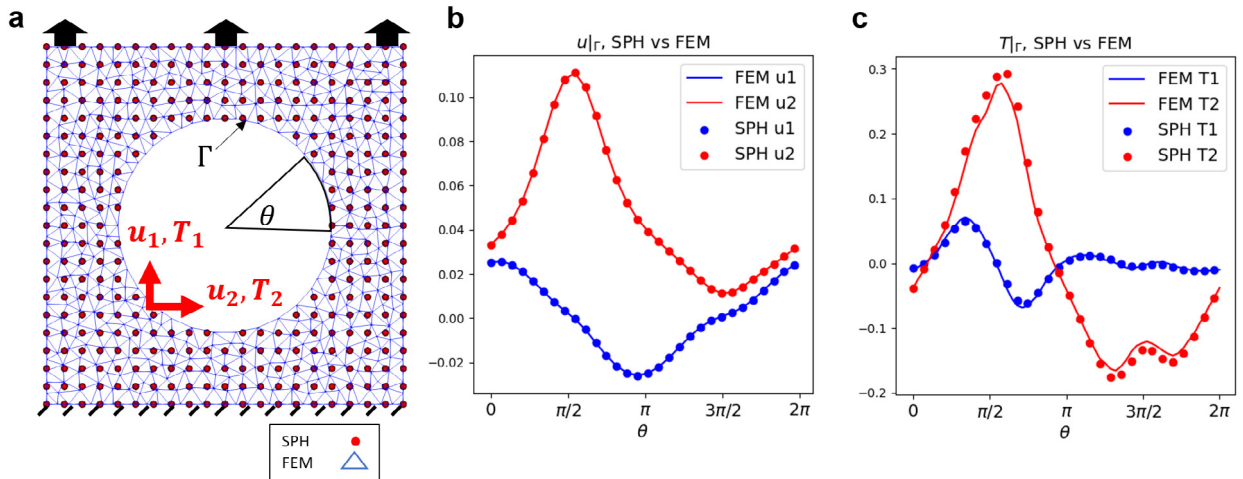 a
Γ
θ
u₁, T₁
u₂, T₂
SPH
FEM
b
u|Γ, SPH vs FEM
FEM u1
FEM u2
SPH u1
SPH u2
0.10
0.08
0.06
0.04
0.02
0.00
−0.02
0
π/2
π
3π/2
2π
θ
c
T|Γ, SPH vs FEM
FEM T1
FEM T2
SPH T1
SPH T2
0.3
0.2
0.1
0.0
−0.1
−0.2
0
π/2
π
3π/2
2π
θ